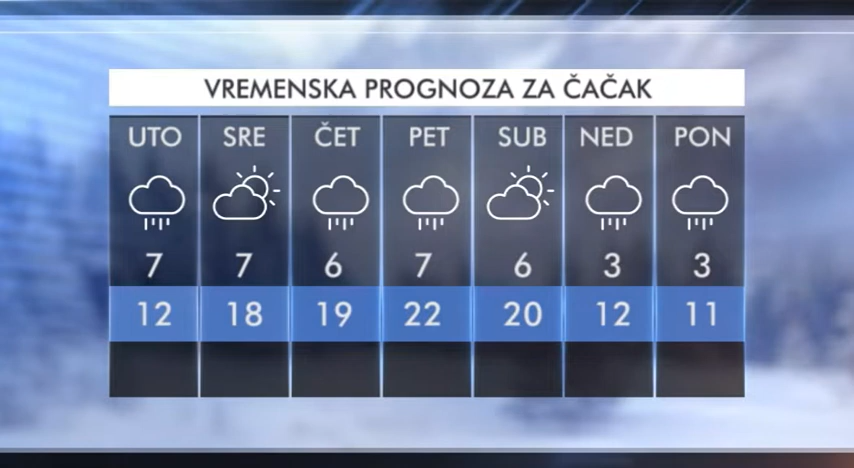 VREMENSKA PROGNOZA ZA ČAČAK
UTO SRE ČET PET SUB NED PON
7 7 6 7 6 3 3
12 18 19 22 20 12 11